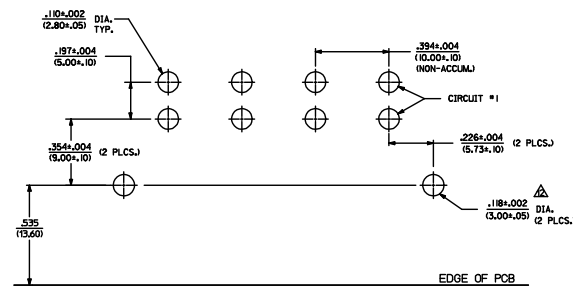 .110±.002 DIA.
(2.80±.05) TYP.
.197±.004
(5.00±.10)
.394±.004
(10.00±.10)
(NON-ACCUM.)
CIRCUIT #1
.226±.004 (2 PLCS.)
(5.73±.10)
.354±.004 (2 PLCS.)
(9.00±.10)
12
.118±.002 DIA.
(3.00±.05) (2 PLCS.
.535
(13.60)
EDGE OF PCB